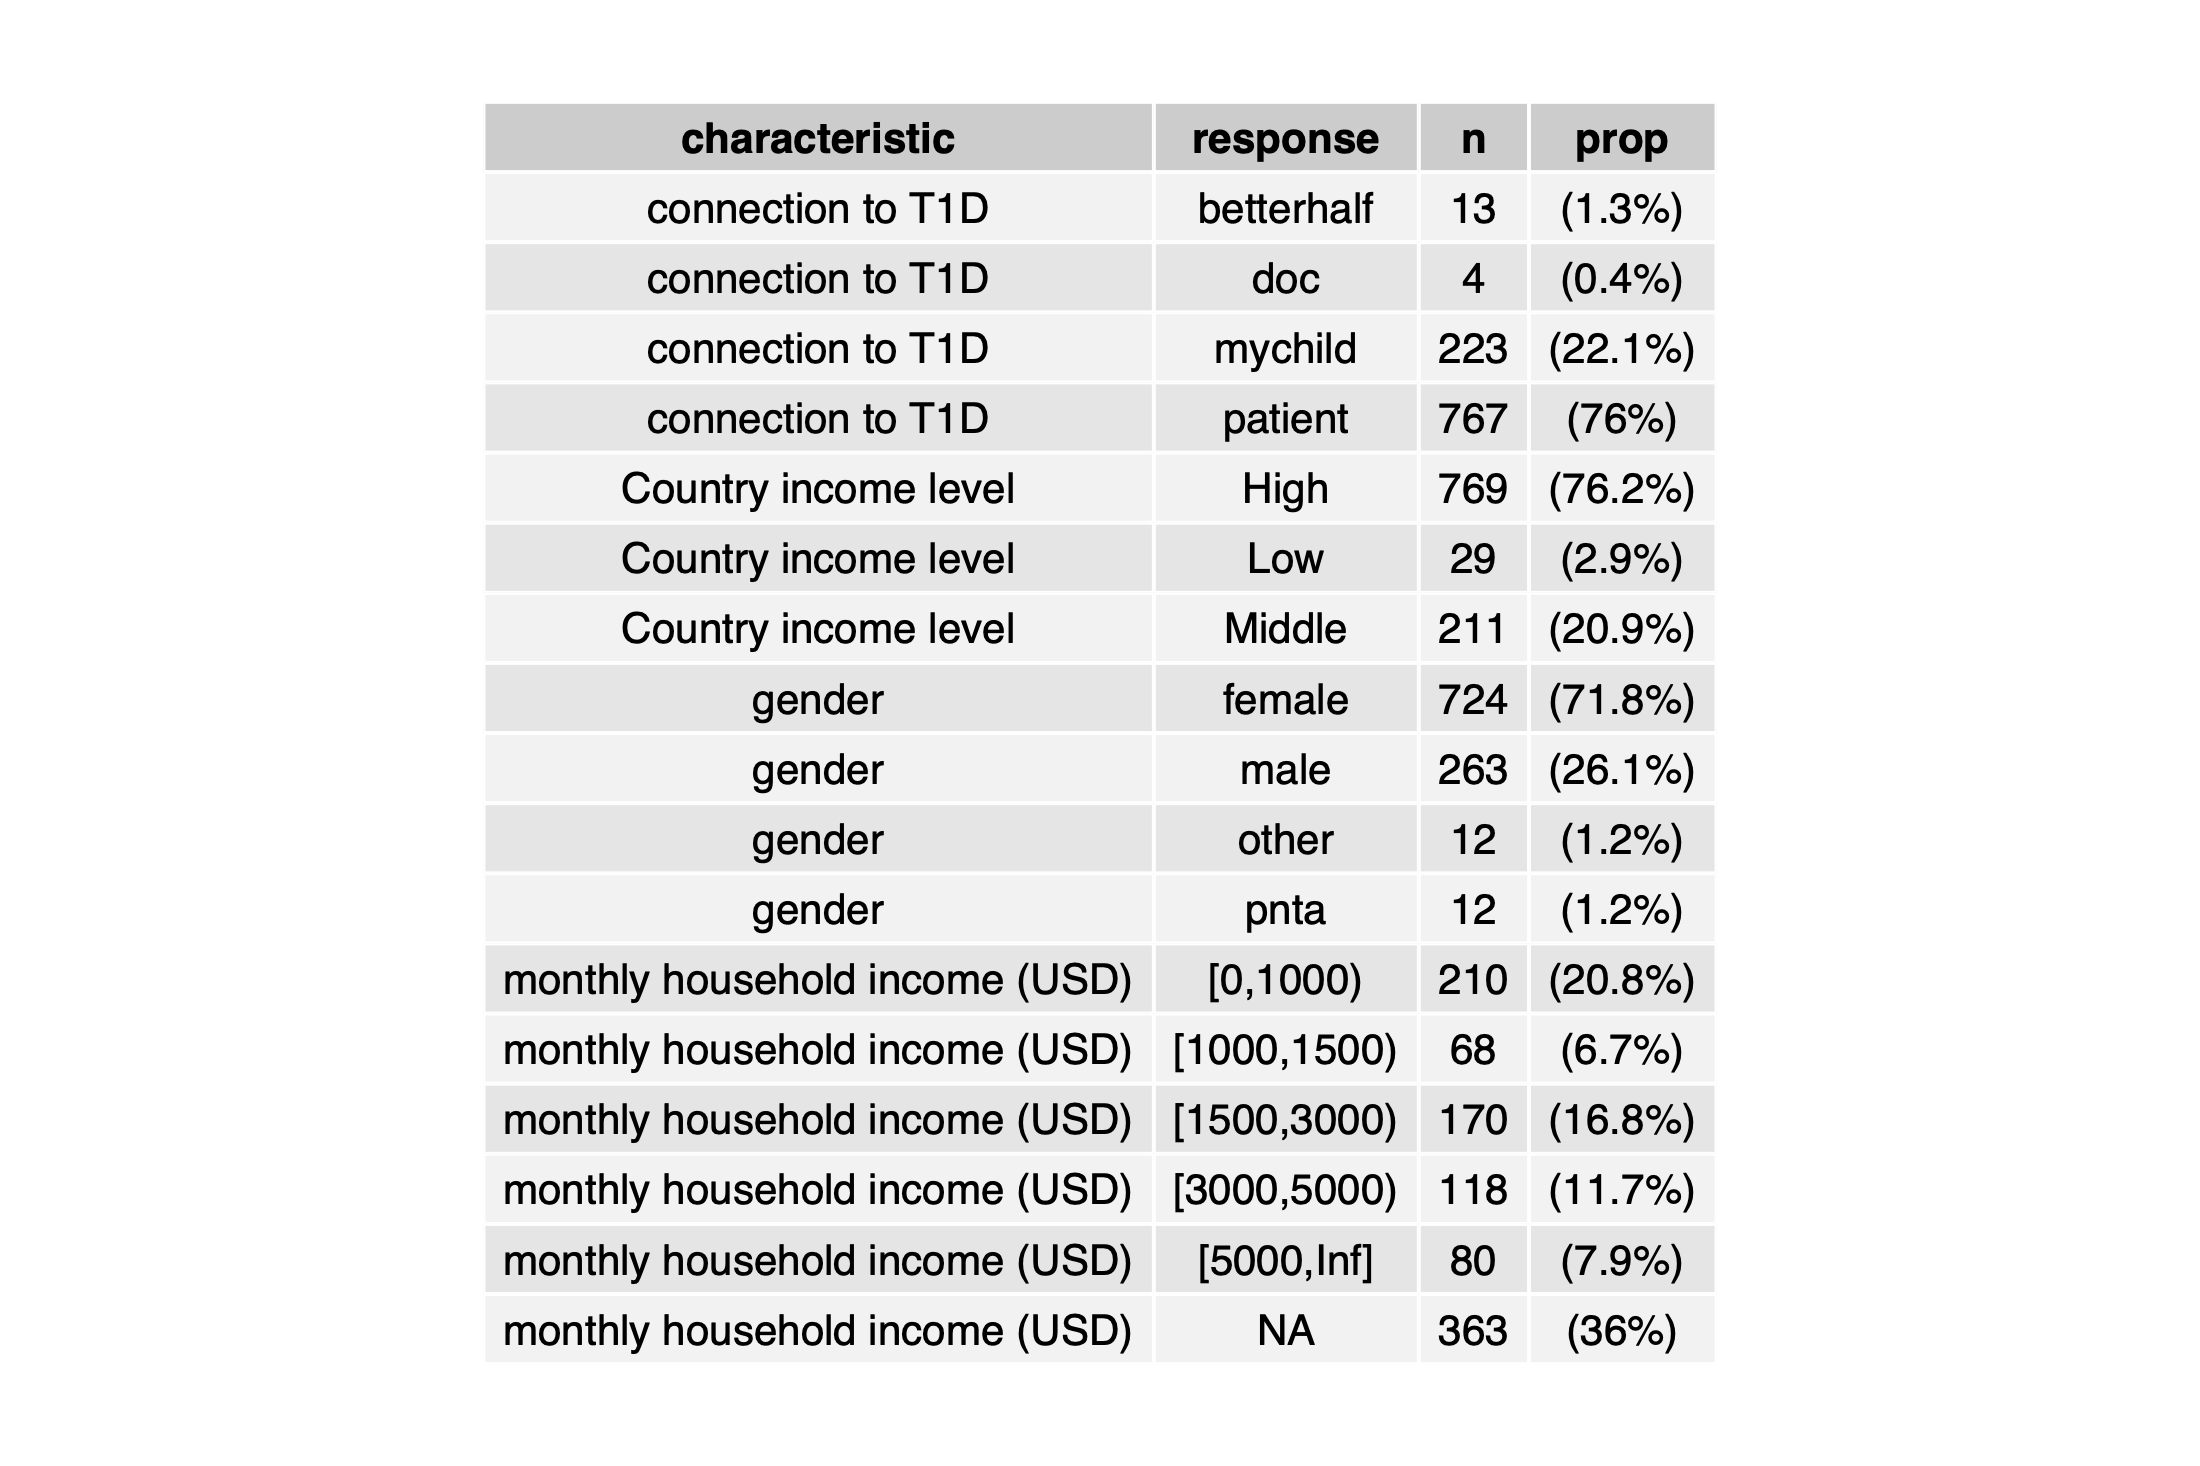 characteristic response n prop
connection to T1D betterhalf 13 (1.3%)
connection to T1D doc 4 (0.4%)
connection to T1D mychild 223 (22.1%)
connection to T1D patient 767 (76%)
Country income level High 769 (76.2%)
Country income level Low 29 (2.9%)
Country income level Middle 211 (20.9%)
gender female 724 (71.8%)
gender male 263 (26.1%)
gender other 12 (1.2%)
gender pnta 12 (1.2%)
monthly household income (USD) [0,1000) 210 (20.8%)
monthly household income (USD) [1000,1500) 68 (6.7%)
monthly household income (USD) [1500,3000) 170 (16.8%)
monthly household income (USD) [3000,5000) 118 (11.7%)
monthly household income (USD) [5000,Inf] 80 (7.9%)
monthly household income (USD) NA 363 (36%)